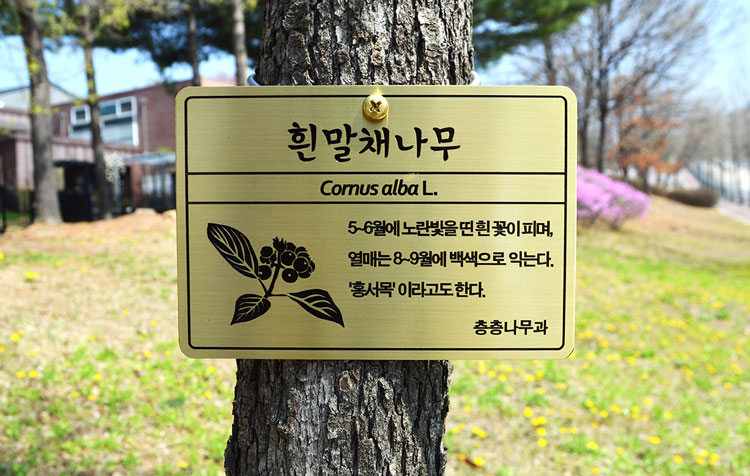 흰말채나무
Cornus alba L.
5~6월에 노란빛을 띤 흰 꽃이 피며,
열매는 8~9월에 백색으로 익는다.
'홍서목' 이라고도 한다.
층층나무과